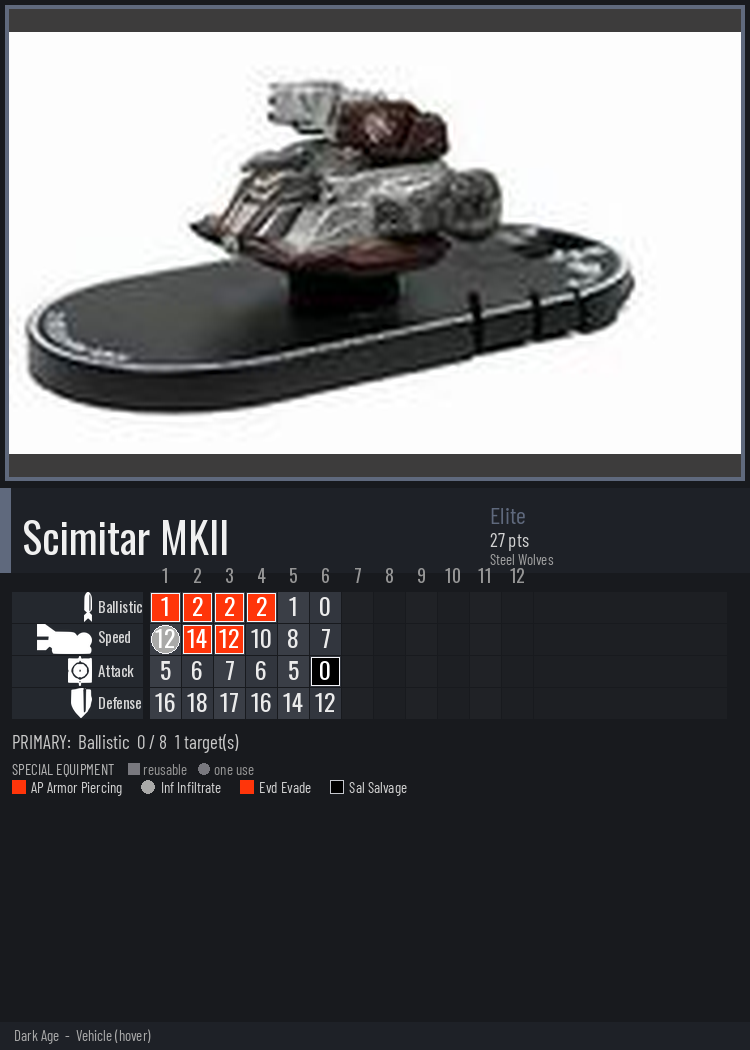 Scimitar MKII
Elite
27 pts
Steel Wolves
1 2 3 4 5 6 7 8 9 10 11 12
Ballistic 1 2 2 2 1 0
Speed 12 14 12 10 8 7
Attack 5 6 7 6 5 0
Defense 16 18 17 16 14 12
PRIMARY: Ballistic 0 / 8 1 target(s)
SPECIAL EQUIPMENT reusable one use
AP Armor Piercing Inf Infiltrate Evd Evade Sal Salvage
Dark Age - Vehicle (hover)